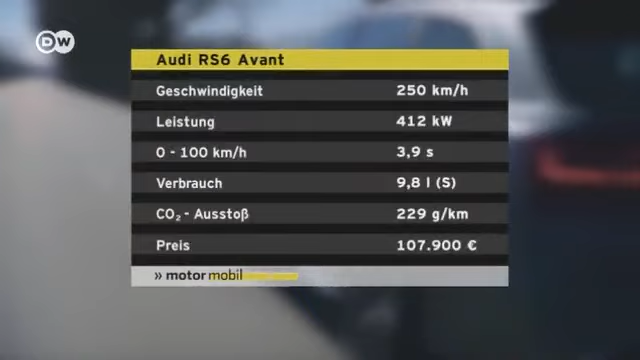 DW
Audi RS6 Avant
Geschwindigkeit 250 km/h
Leistung 412 kW
0 - 100 km/h 3,9 s
Verbrauch 9,8 l (S)
CO₂ - Ausstoß 229 g/km
Preis 107.900 €
» motor mobil